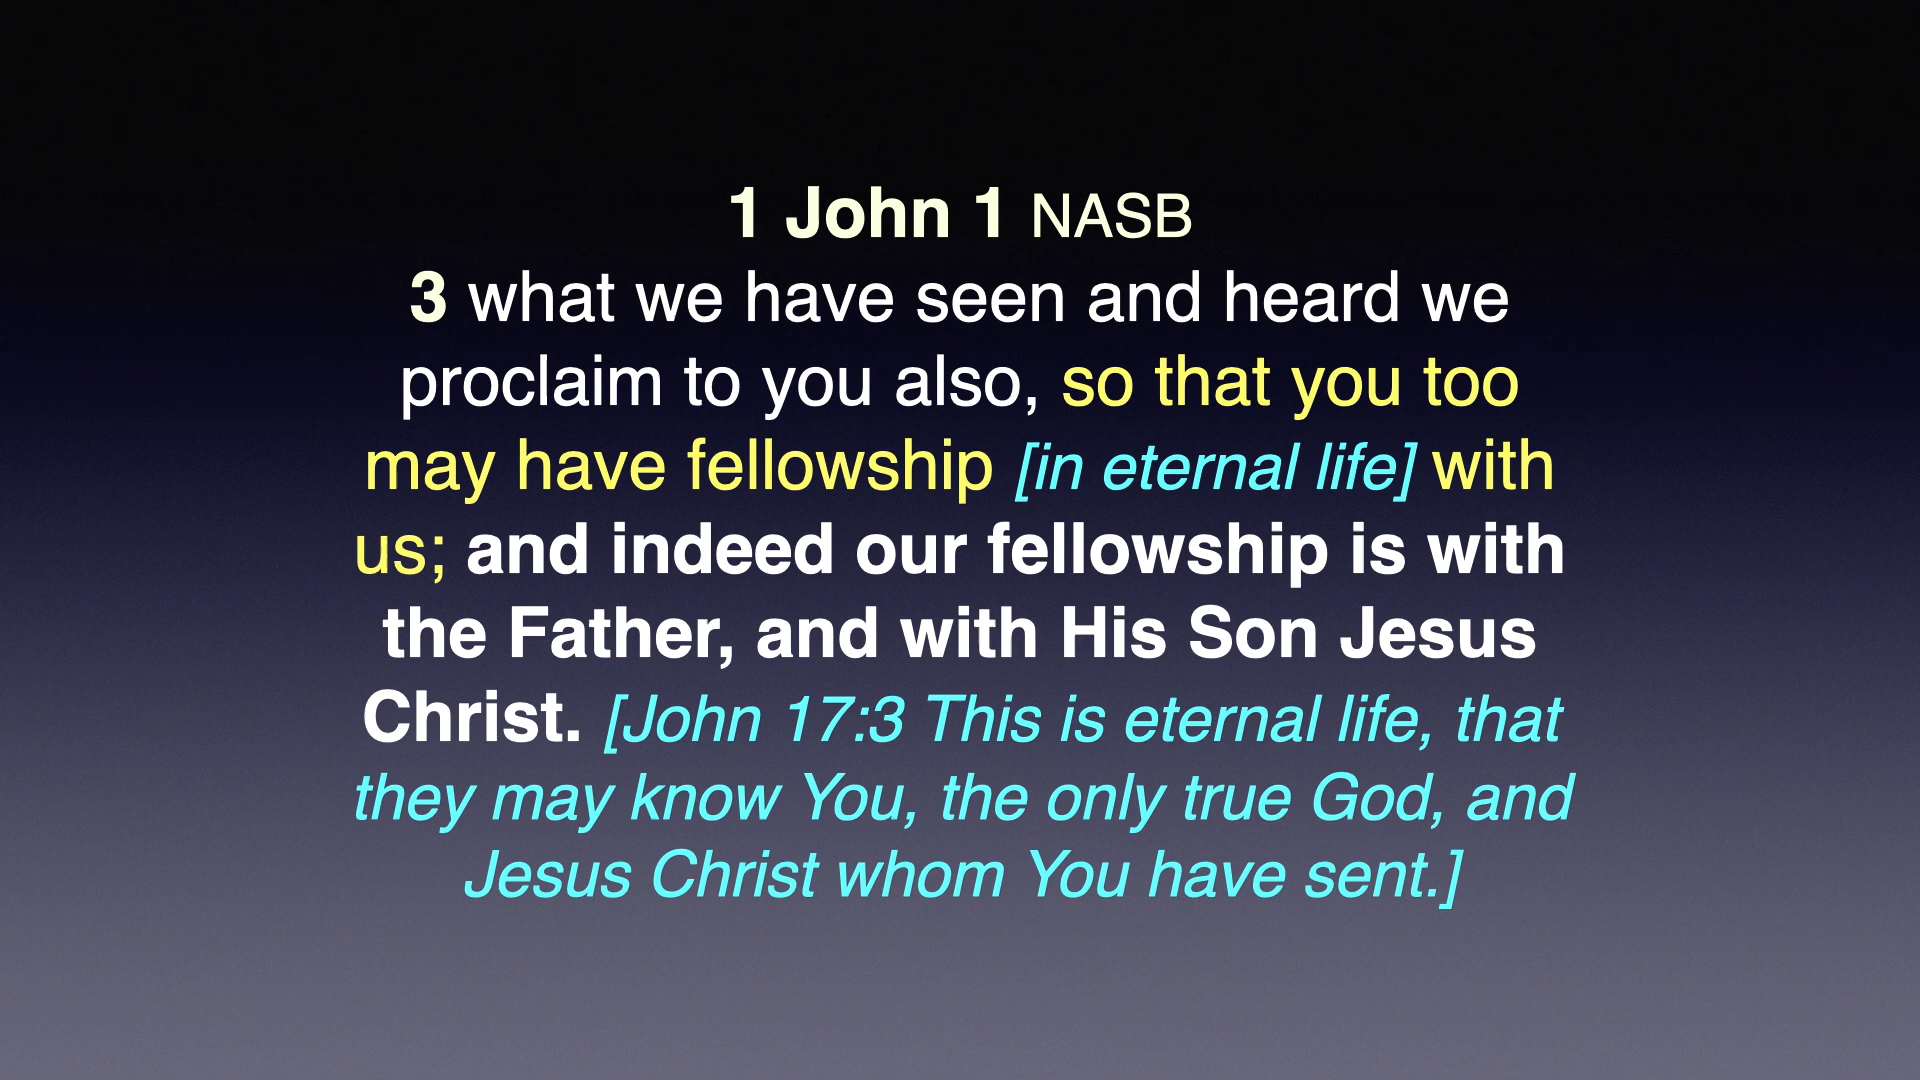 1 John 1 NASB
3 what we have seen and heard we
proclaim to you also, so that you too
may have fellowship [in eternal life] with
us; and indeed our fellowship is with
the Father, and with His Son Jesus
Christ. [John 17:3 This is eternal life, that
they may know You, the only true God, and
Jesus Christ whom You have sent.]